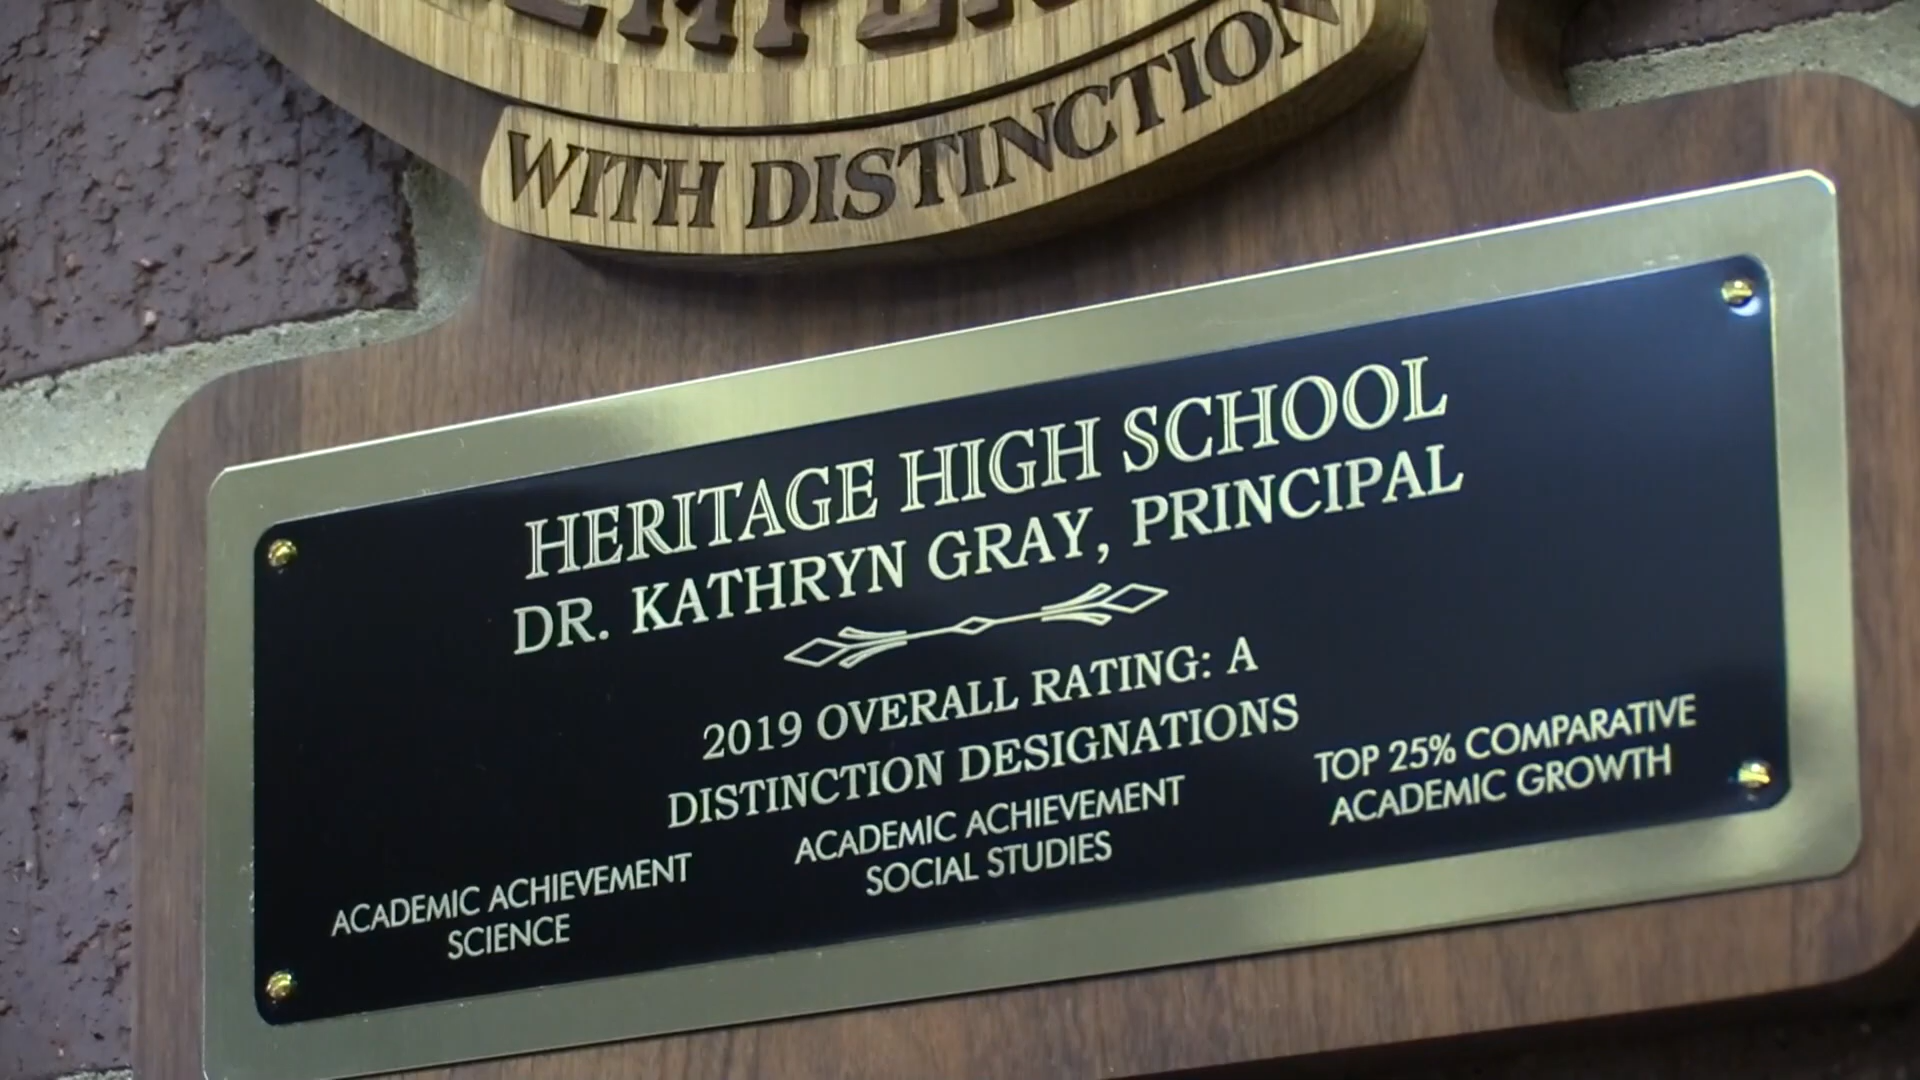 WITH DISTINCTION
HERITAGE HIGH SCHOOL
DR. KATHRYN GRAY, PRINCIPAL
2019 OVERALL RATING: A
DISTINCTION DESIGNATIONS
ACADEMIC ACHIEVEMENT
SCIENCE
ACADEMIC ACHIEVEMENT
SOCIAL STUDIES
TOP 25% COMPARATIVE
ACADEMIC GROWTH